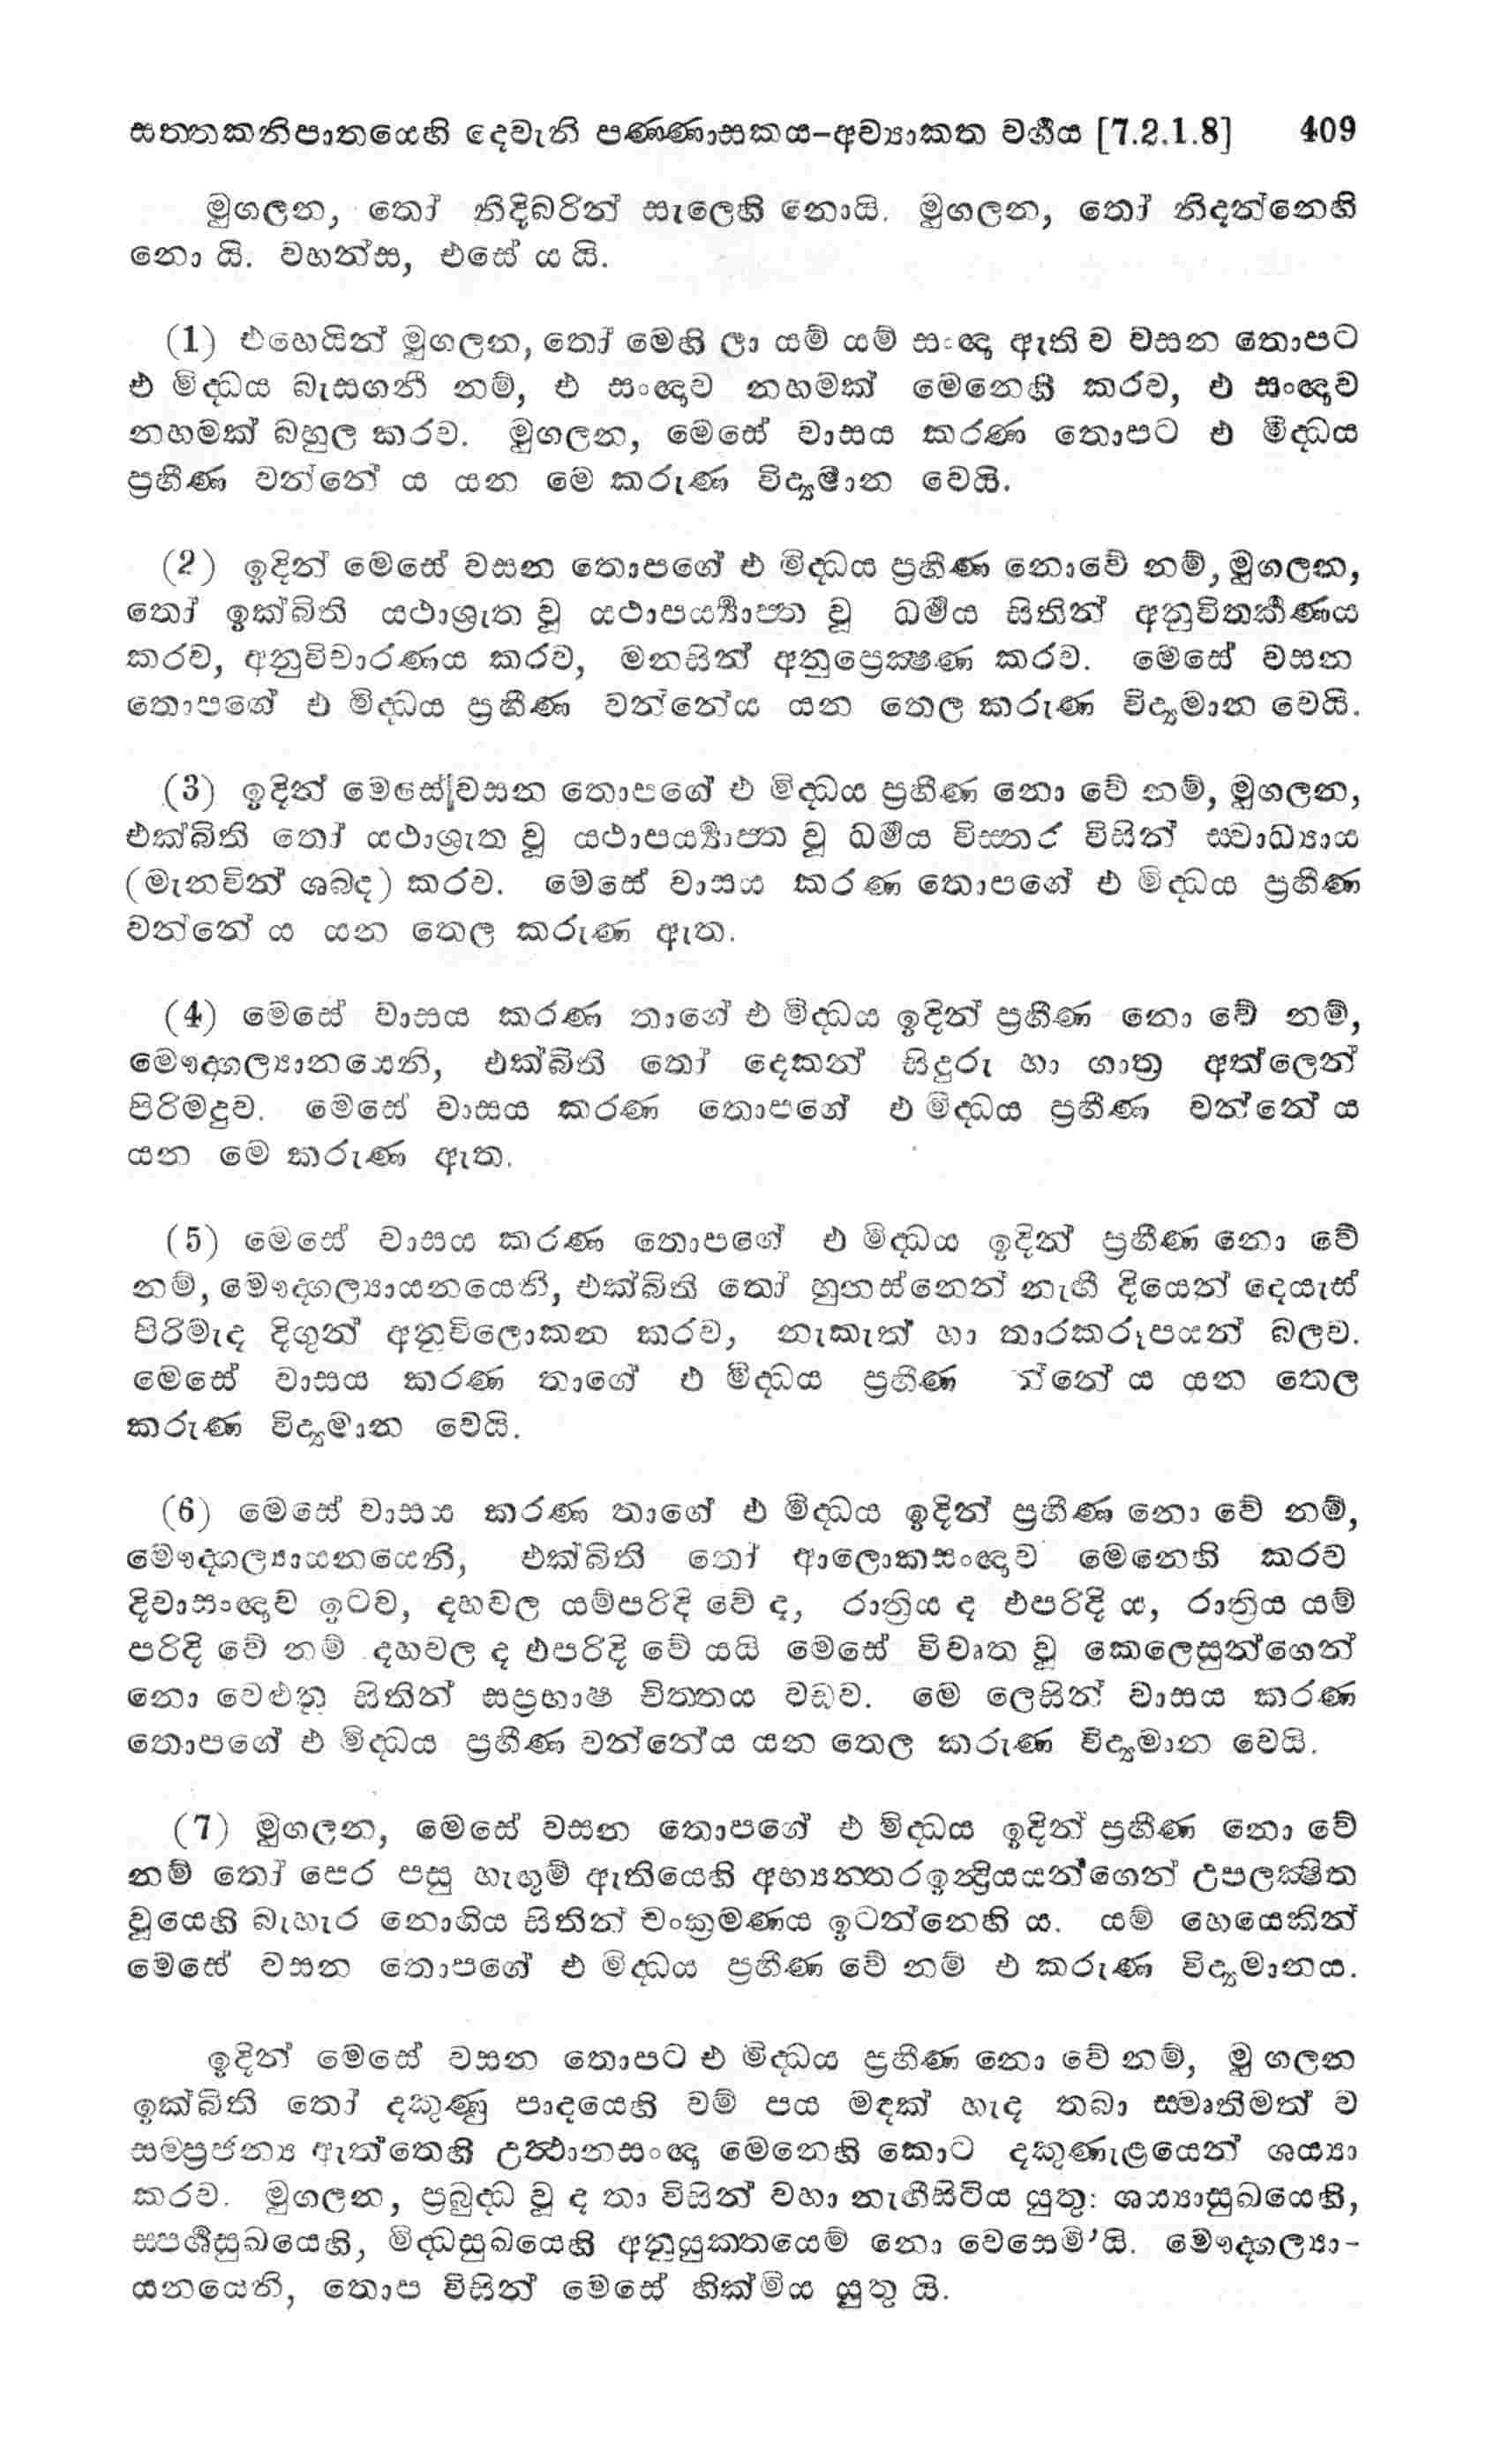 සත්තකනිපාතයෙහි දෙවැනි පණ්ණාසකය-අව්‍යාකත වර්‍ගය [7.2.1.8] 409
මුගලන, තෝ නිදිබරින් සැලෙහි නොයි. මුගලන, තෝ නිදන්නෙහි
නො යි. වහන්ස, එසේ ය යි.
(1) එහෙයින් මුගලන, තෝ මෙහි ලා යම් යම් සංඥා ඇති ව වසන තොපට
එ මිද්ධය බැසගනී නම්, එ සංඥාව නහමක් මෙනෙහි කරව, එ සංඥාව
නහමක් බහුල කරව. මුගලන, මෙසේ වාසය කරණ තොපට එ මිද්ධය
ප්‍රහීණ වන්නේ ය යන මෙ කරුණ විද්‍යමාන වෙයි.
(2) ඉදින් මෙසේ වසන තොපගේ එ මිද්ධය ප්‍රහීණ නොවේ නම්, මුගලන,
තෝ ඉක්බිති යථාශ්‍රැත වූ යථාපර්‍ය්‍යාප්ත වූ ධර්‍මය සිතින් අනුවිතර්‍කණය
කරව, අනුවිචාරණය කරව, මනසින් අනුප්‍රෙක්‍ෂණ කරව. මෙසේ වසන
තොපගේ එ මිද්ධය ප්‍රහීණ වන්නේය යන තෙල කරුණ විද්‍යමාන වෙයි.
(3) ඉදින් මෙසේ වසන තොපගේ එ මිද්ධය ප්‍රහීණ නො වේ නම්, මුගලන,
එක්බිති තෝ යථාශ්‍රැත වූ යථාපර්‍ය්‍යාප්ත වූ ධර්‍මය විස්තර විසින් ස්වාධ්‍යාය
(මැනවින් ශබ්ද) කරව. මෙසේ වාසය කරණ තොපගේ එ මිද්ධය ප්‍රහීණ
වන්නේ ය යන තෙල කරුණ ඇත.
(4) මෙසේ වාසය කරණ තාගේ එ මිද්ධය ඉදින් ප්‍රහීණ නො වේ නම්,
මෞද්ගල්‍යානයෙනි, එක්බිති තෝ දෙකන් සිදුරු හා ගාත්‍ර අත්ලෙන්
පිරිමදුව. මෙසේ වාසය කරණ තොපගේ එ මිද්ධය ප්‍රහීණ වන්නේ ය
යන මෙ කරුණ ඇත.
(5) මෙසේ වාසය කරණ තොපගේ එ මිද්ධය ඉදින් ප්‍රහීණ නො වේ
නම්, මෞද්ගල්‍යායනයෙනි, එක්බිති තෝ හුනස්නෙන් නැඟී දියෙන් දෙයැස්
පිරිමැද දිගුන් අනුවිලොකන කරව, නැකැත් හා තාරකරූපයන් බලව.
මෙසේ වාසය කරණ තාගේ එ මිද්ධය ප්‍රහීණ න්නේ ය යන තෙල
කරුණ විද්‍යමාන වෙයි.
(6) මෙසේ වාසය කරණ තාගේ එ මිද්ධය ඉදින් ප්‍රහීණ නො වේ නම්,
මෞද්ගල්‍යායනයෙනි, එක්බිති තෝ ආලොකසංඥාව මෙනෙහි කරව
දිවාසංඥාව ඉටව, දහවල යම්පරිදි වේ ද, රාත්‍රිය ද එපරිදි ය, රාත්‍රිය යම්
පරිදි වේ නම් දහවල ද එපරිදි වේ යයි මෙසේ විවෘත වූ කෙලෙසුන්ගෙන්
නො වෙළුනු සිතින් සප්‍රභාෂ චිත්තය වඩව. මෙ ලෙසින් වාසය කරණ
තොපගේ එ මිද්ධය ප්‍රහීණ වන්නේය යන තෙල කරුණ විද්‍යමාන වෙයි.
(7) මුගලන, මෙසේ වසන තොපගේ එ මිද්ධය ඉදින් ප්‍රහීණ නො වේ
නම් තෝ පෙර පසු හැඟුම් ඇතියෙහි අභ්‍යන්තරඉන්ද්‍රියයන්ගෙන් උපලක්‍ෂිත
වූයෙහි බැහැර නොගිය සිතින් චංක්‍රමණය ඉටන්නෙහි ය. යම් හෙයෙකින්
මෙසේ වසන තොපගේ එ මිද්ධය ප්‍රහීණ වේ නම් එ කරුණ විද්‍යමානය.
ඉදින් මෙසේ වසන තොපට එ මිද්ධය ප්‍රහීණ නො වේ නම්, මු ගලන
ඉක්බිති තෝ දකුණු පාදයෙහි වම් පය මඳක් හැද තබා ස්මෘතිමත් ව
සම්ප්‍රජන්‍ය ඇත්තෙහි උත්ථානසංඥා මෙනෙහි කොට දකුණැළයෙන් ශය්‍යා
කරව. මුගලන, ප්‍රබුද්ධ වූ ද තා විසින් වහා නැඟීසිටිය යුතු: ශය්‍යාසුඛයෙහි,
ස්පර්‍ශසුඛයෙහි, මිද්ධසුඛයෙහි අනුයුක්තයෙම් නො වෙසෙමි'යි. මෞද්ගල්‍යා-
යනයෙනි, තොප විසින් මෙසේ හික්මිය යුතු යි.